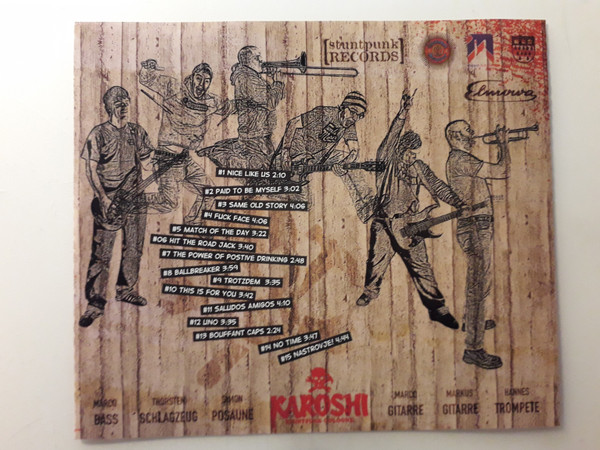 [stuntpunk
RECORDS]
Elmowa
#1 NICE LIKE US 2:10
#2 PAID TO BE MYSELF 3:02
#3 SAME OLD STORY 4:06
#4 FUCK FACE 4:06
#5 MATCH OF THE DAY 3:22
#06 HIT THE ROAD JACK 3:40
#7 THE POWER OF POSTIVE DRINKING 2:48
#8 BALLBREAKER 3:59
#9 TROTZDEM 3:35
#10 THIS IS FOR YOU 3:42
#11 SALUDOS AMIGOS 4:10
#12 UNO 3:35
#13 BOUFFANT CAPS 2:24
#14 NO TIME 3:47
#15 NASTROVJE! 4:44
KAROSHI
MARCO BASS
THORSTEN SCHLAGZEUG
SIMON POSAUNE
MARCO GITARRE
MARKUS GITARRE
HANNES TROMPETE